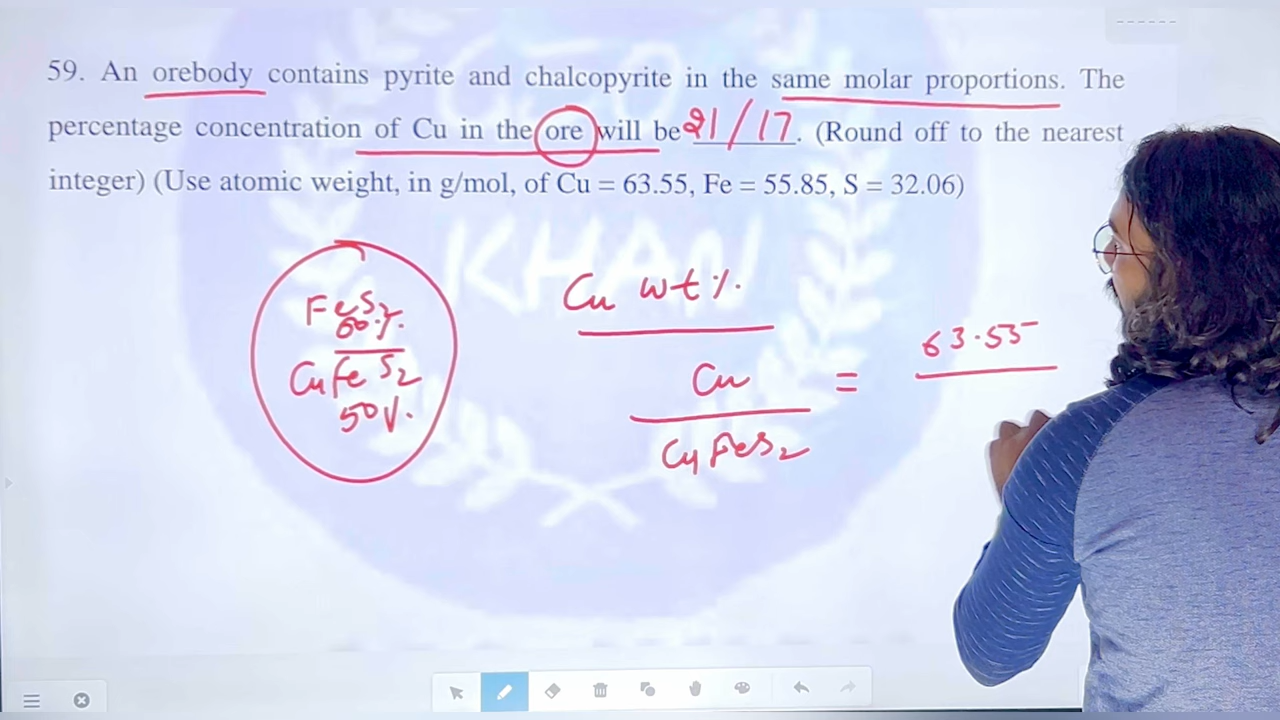 59. An orebody contains pyrite and chalcopyrite in the same molar proportions. The
percentage concentration of Cu in the ore will be 21/17. (Round off to the nearest
integer) (Use atomic weight, in g/mol, of Cu = 63.55, Fe = 55.85, S = 32.06)
KHAN
FeS2
50%.
CuFeS2
50%.
Cu wt%.
Cu
=
63.55
CuFeS2